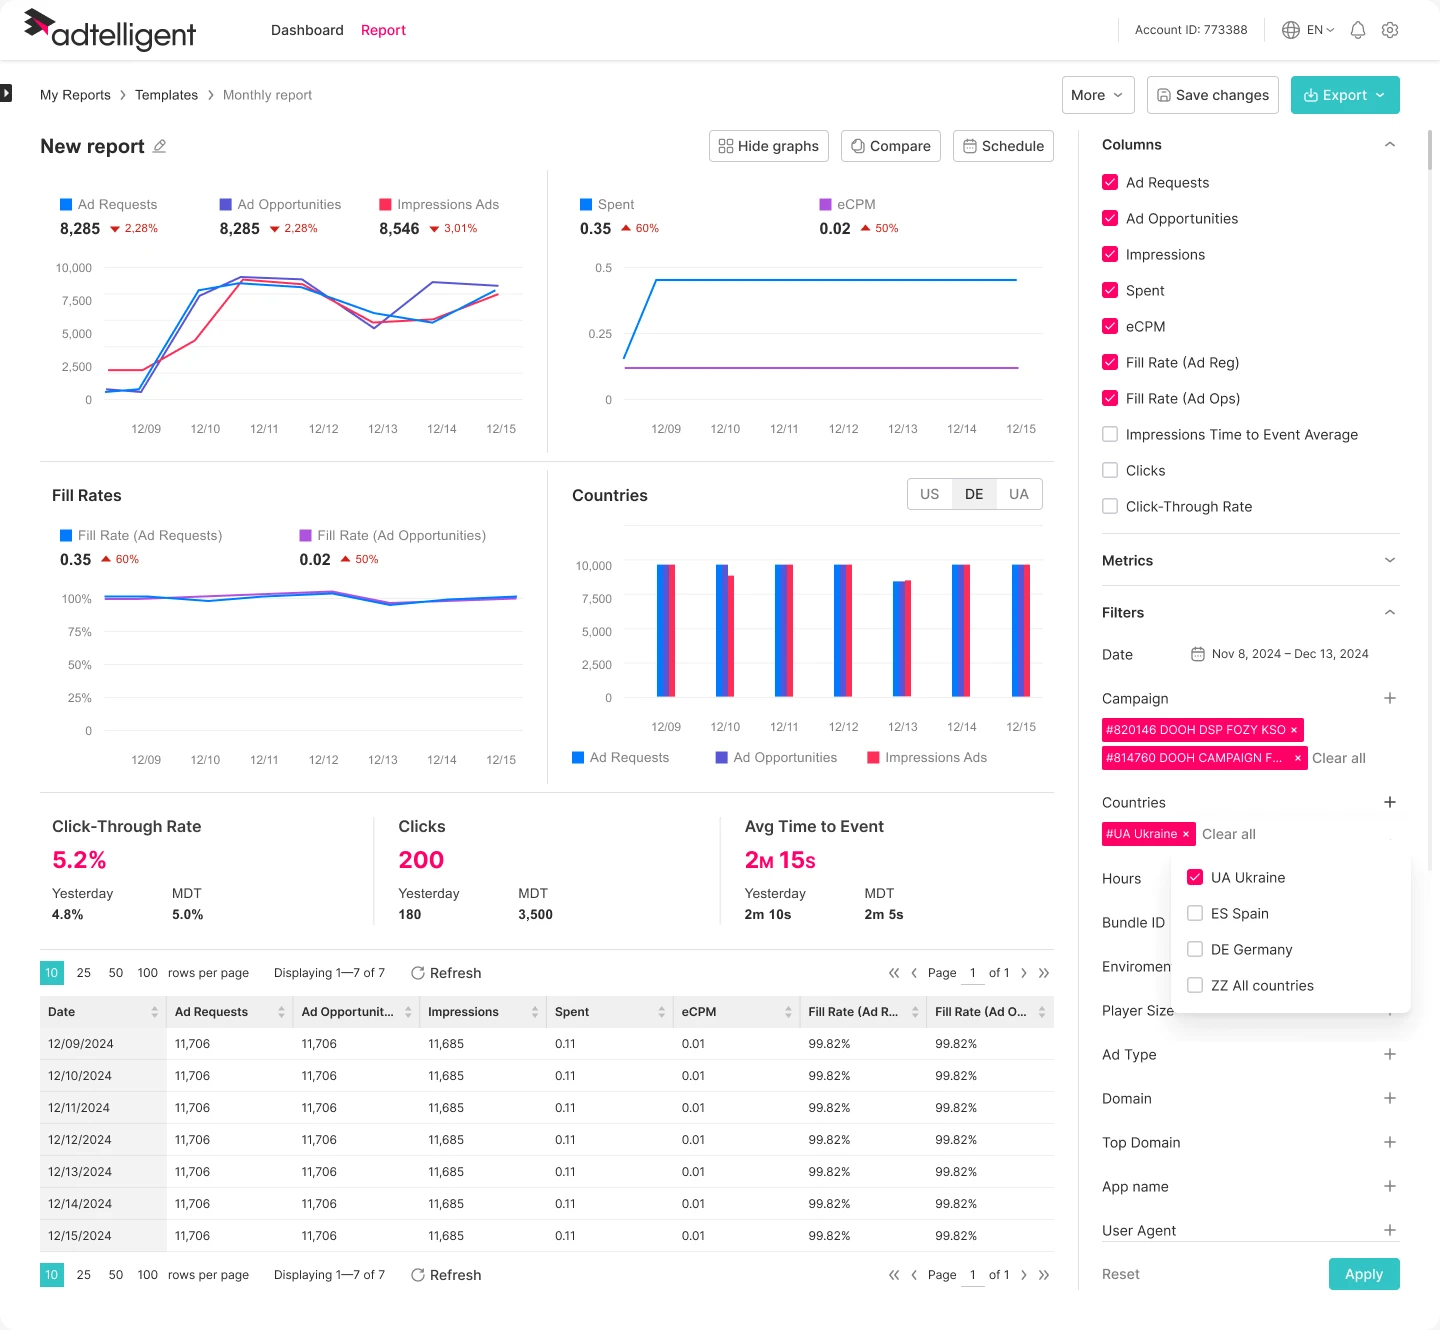 adtelligent
Dashboard Report
Account ID: 773388
EN
My Reports Templates Monthly report
More
Save changes
Export
New report
Hide graphs
Compare
Schedule
Ad Requests Ad Opportunities Impressions Ads
8,285 2,28% 8,285 2,28% 8,546 3,01%
10,000
7,500
5,000
2,500
0
12/09 12/10 12/11 12/12 12/13 12/14 12/15
Spent eCPM
0.35 60% 0.02 50%
0.5
0.25
0
12/09 12/10 12/11 12/12 12/13 12/14 12/15
Fill Rates
Fill Rate (Ad Requests) Fill Rate (Ad Opportunities)
0.35 60% 0.02 50%
100%
75%
50%
25%
0
12/09 12/10 12/11 12/12 12/13 12/14 12/15
Countries
US DE UA
10,000
7,500
5,000
2,500
0
12/09 12/10 12/11 12/12 12/13 12/14 12/15
Ad Requests Ad Opportunities Impressions Ads
Click-Through Rate
5.2%
Yesterday MDT
4.8% 5.0%
Clicks
200
Yesterday MDT
180 3,500
Avg Time to Event
2M 15S
Yesterday MDT
2m 10s 2m 5s
10 25 50 100 rows per page Displaying 1—7 of 7 Refresh
Page 1 of 1
Date Ad Requests Ad Opportunit... Impressions Spent eCPM Fill Rate (Ad R... Fill Rate (Ad O...
12/09/2024 11,706 11,706 11,685 0.11 0.01 99.82% 99.82%
12/10/2024 11,706 11,706 11,685 0.11 0.01 99.82% 99.82%
12/11/2024 11,706 11,706 11,685 0.11 0.01 99.82% 99.82%
12/12/2024 11,706 11,706 11,685 0.11 0.01 99.82% 99.82%
12/13/2024 11,706 11,706 11,685 0.11 0.01 99.82% 99.82%
12/14/2024 11,706 11,706 11,685 0.11 0.01 99.82% 99.82%
12/15/2024 11,706 11,706 11,685 0.11 0.01 99.82% 99.82%
10 25 50 100 rows per page Displaying 1—7 of 7 Refresh
Page 1 of 1
Columns
Ad Requests
Ad Opportunities
Impressions
Spent
eCPM
Fill Rate (Ad Reg)
Fill Rate (Ad Ops)
Impressions Time to Event Average
Clicks
Click-Through Rate
Metrics
Filters
Date Nov 8, 2024 – Dec 13, 2024
Campaign
#820146 DOOH DSP FOZY KSO ×
#814760 DOOH CAMPAIGN F... × Clear all
Countries
#UA Ukraine × Clear all
UA Ukraine
ES Spain
DE Germany
ZZ All countries
Hours
Bundle ID
Enviromen
Player Size
Ad Type
Domain
Top Domain
App name
User Agent
Reset
Apply